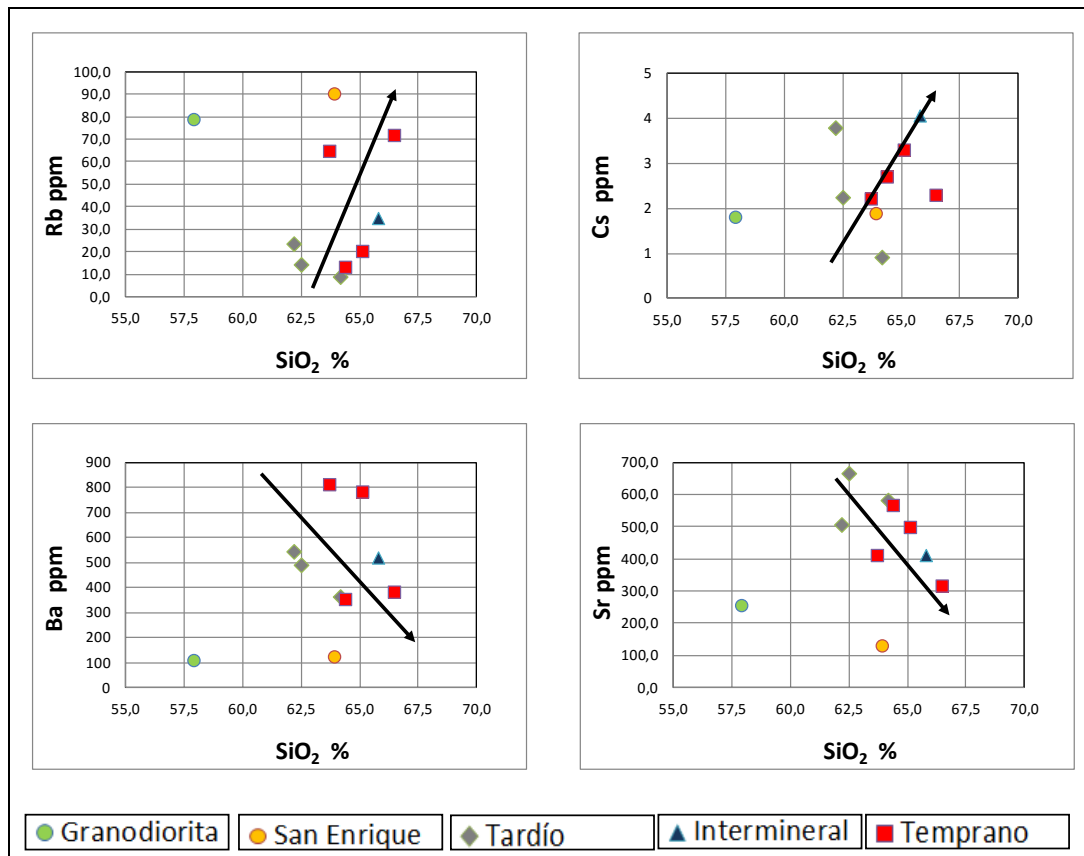 100,0
90,0
80,0
70,0
60,0
50,0
40,0
30,0
20,0
10,0
0,0
Rb ppm
55,0 57,5 60,0 62,5 65,0 67,5 70,0
SiO₂ %
5
4
3
2
1
0
Cs ppm
55,0 57,5 60,0 62,5 65,0 67,5 70,0
SiO₂ %
900
800
700
600
500
400
300
200
100
0
Ba ppm
55,0 57,5 60,0 62,5 65,0 67,5 70,0
SiO₂ %
700,0
600,0
500,0
400,0
300,0
200,0
100,0
0,0
Sr ppm
55,0 57,5 60,0 62,5 65,0 67,5 70,0
SiO₂ %
Granodiorita San Enrique Tardío Intermineral Temprano